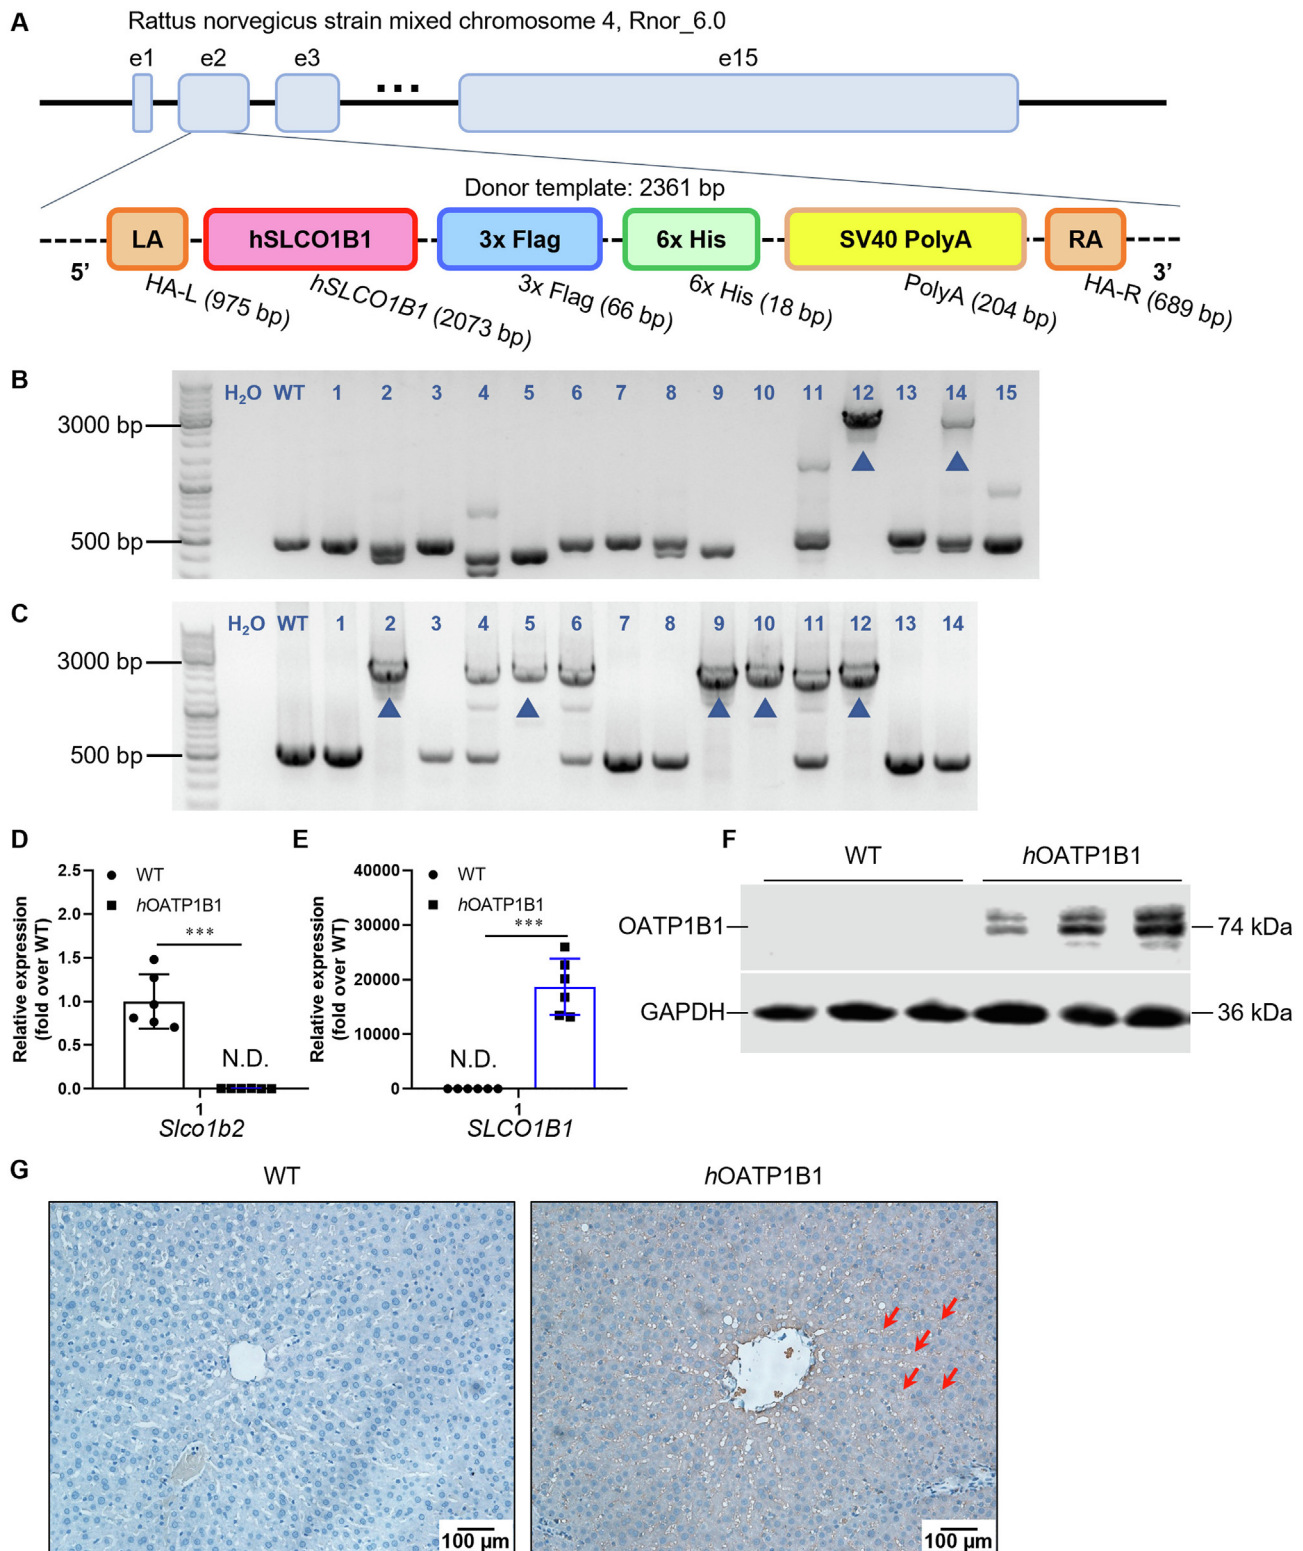 A
Rattus norvegicus strain mixed chromosome 4, Rnor_6.0
e1 e2 e3 ... e15
Donor template: 2361 bp
LA hSLCO1B1 3x Flag 6x His SV40 PolyA RA
5’ 3’
HA-L (975 bp) hSLCO1B1 (2073 bp) 3x Flag (66 bp) 6x His (18 bp) PolyA (204 bp) HA-R (689 bp)
B
H₂O WT 1 2 3 4 5 6 7 8 9 10 11 12 13 14 15
3000 bp
500 bp
C
H₂O WT 1 2 3 4 5 6 7 8 9 10 11 12 13 14
3000 bp
500 bp
D
Relative expression
(fold over WT)
2.5
2.0
1.5
1.0
0.5
0.0
WT
hOATP1B1
***
N.D.
1
Slco1b2
E
Relative expression
(fold over WT)
40000
30000
20000
10000
0
WT
hOATP1B1
***
N.D.
1
SLCO1B1
F
WT hOATP1B1
OATP1B1 74 kDa
GAPDH 36 kDa
G
WT hOATP1B1
100 µm 100 µm